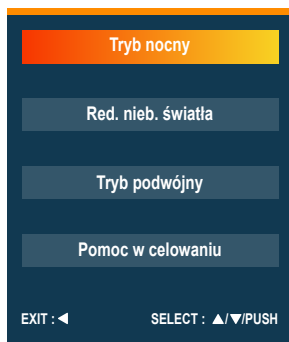 Tryb nocny
Red. nieb. światła
Tryb podwójny
Pomoc w celowaniu
EXIT : ◀ SELECT : ▲/▼/PUSH